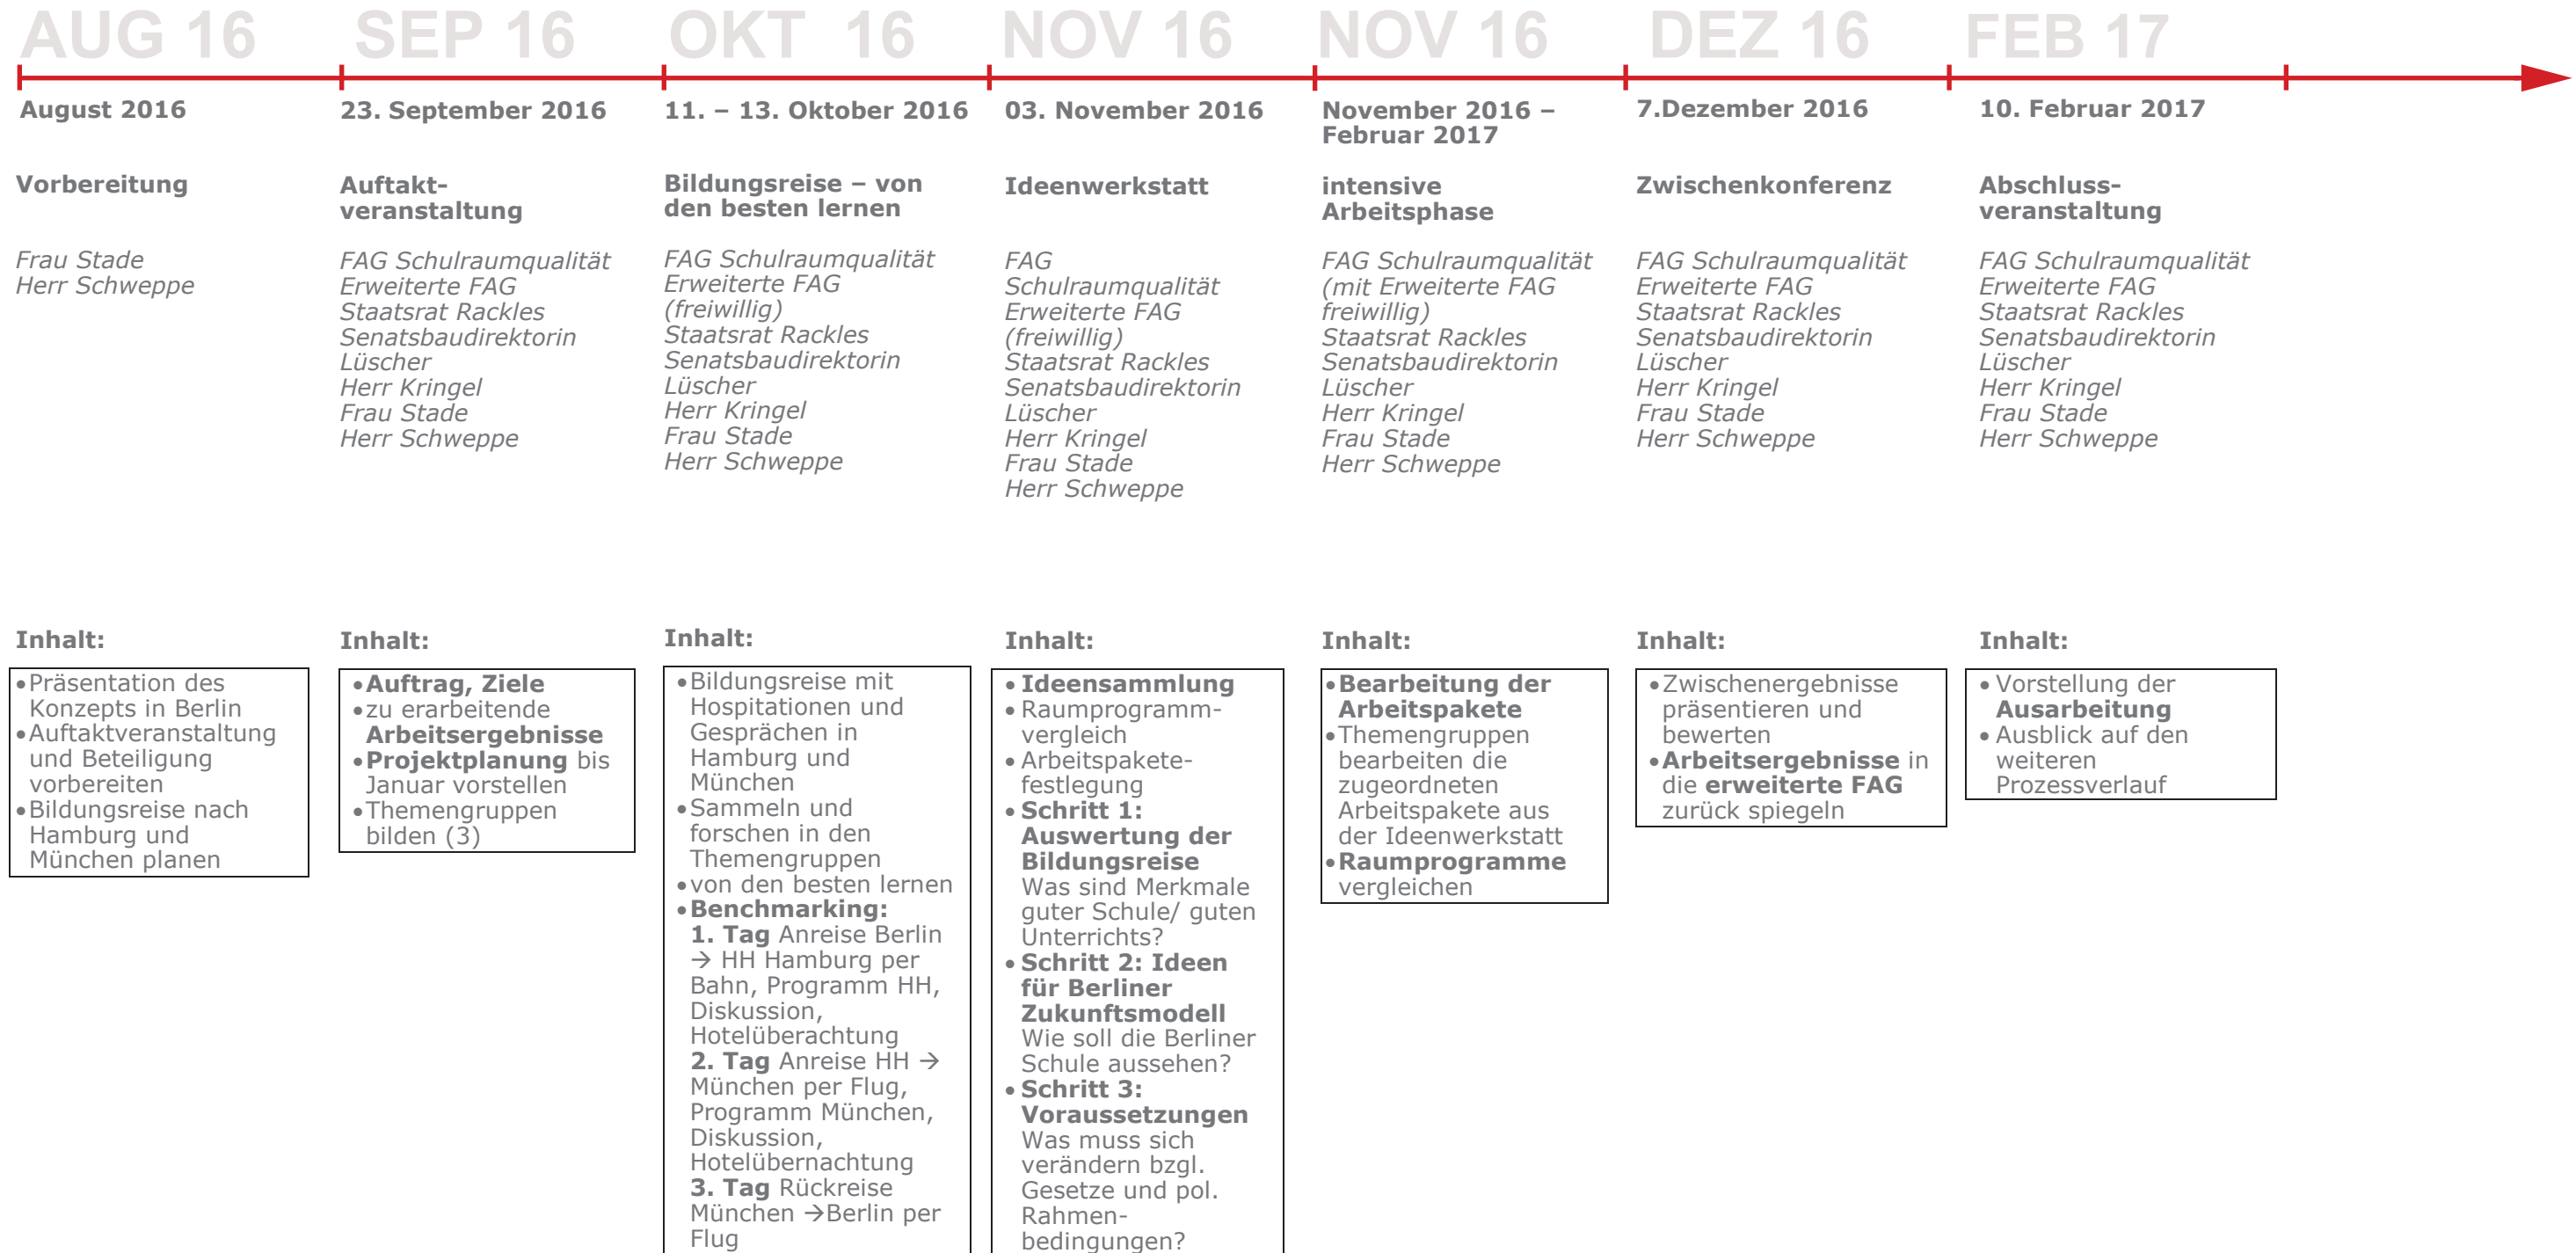 AUG 16
SEP 16
OKT 16
NOV 16
NOV 16
DEZ 16
FEB 17
August 2016
Vorbereitung
Frau Stade
Herr Schweppe
Inhalt:
•Präsentation des
Konzepts in Berlin
•Auftaktveranstaltung
und Beteiligung
vorbereiten
•Bildungsreise nach
Hamburg und
München planen
23. September 2016
Auftakt-
veranstaltung
FAG Schulraumqualität
Erweiterte FAG
Staatsrat Rackles
Senatsbaudirektorin
Lüscher
Herr Kringel
Frau Stade
Herr Schweppe
Inhalt:
•Auftrag, Ziele
•zu erarbeitende
Arbeitsergebnisse
•Projektplanung bis
Januar vorstellen
•Themengruppen
bilden (3)
11. – 13. Oktober 2016
Bildungsreise – von
den besten lernen
FAG Schulraumqualität
Erweiterte FAG
(freiwillig)
Staatsrat Rackles
Senatsbaudirektorin
Lüscher
Herr Kringel
Frau Stade
Herr Schweppe
Inhalt:
•Bildungsreise mit
Hospitationen und
Gesprächen in
Hamburg und
München
•Sammeln und
forschen in den
Themengruppen
•von den besten lernen
•Benchmarking:
1. Tag Anreise Berlin
→ HH Hamburg per
Bahn, Programm HH,
Diskussion,
Hotelüberachtung
2. Tag Anreise HH →
München per Flug,
Programm München,
Diskussion,
Hotelübernachtung
3. Tag Rückreise
München →Berlin per
Flug
03. November 2016
Ideenwerkstatt
FAG
Schulraumqualität
Erweiterte FAG
(freiwillig)
Staatsrat Rackles
Senatsbaudirektorin
Lüscher
Herr Kringel
Frau Stade
Herr Schweppe
Inhalt:
• Ideensammlung
• Raumprogramm-
vergleich
• Arbeitspakete-
festlegung
• Schritt 1:
Auswertung der
Bildungsreise
Was sind Merkmale
guter Schule/ guten
Unterrichts?
• Schritt 2: Ideen
für Berliner
Zukunftsmodell
Wie soll die Berliner
Schule aussehen?
• Schritt 3:
Voraussetzungen
Was muss sich
verändern bzgl.
Gesetze und pol.
Rahmen-
bedingungen?
November 2016 –
Februar 2017
intensive
Arbeitsphase
FAG Schulraumqualität
(mit Erweiterte FAG
freiwillig)
Staatsrat Rackles
Senatsbaudirektorin
Lüscher
Herr Kringel
Frau Stade
Herr Schweppe
Inhalt:
•Bearbeitung der
Arbeitspakete
•Themengruppen
bearbeiten die
zugeordneten
Arbeitspakete aus
der Ideenwerkstatt
•Raumprogramme
vergleichen
7.Dezember 2016
Zwischenkonferenz
FAG Schulraumqualität
Erweiterte FAG
Staatsrat Rackles
Senatsbaudirektorin
Lüscher
Herr Kringel
Frau Stade
Herr Schweppe
Inhalt:
•Zwischenergebnisse
präsentieren und
bewerten
•Arbeitsergebnisse in
die erweiterte FAG
zurück spiegeln
10. Februar 2017
Abschluss-
veranstaltung
FAG Schulraumqualität
Erweiterte FAG
Staatsrat Rackles
Senatsbaudirektorin
Lüscher
Herr Kringel
Frau Stade
Herr Schweppe
Inhalt:
• Vorstellung der
Ausarbeitung
• Ausblick auf den
weiteren
Prozessverlauf